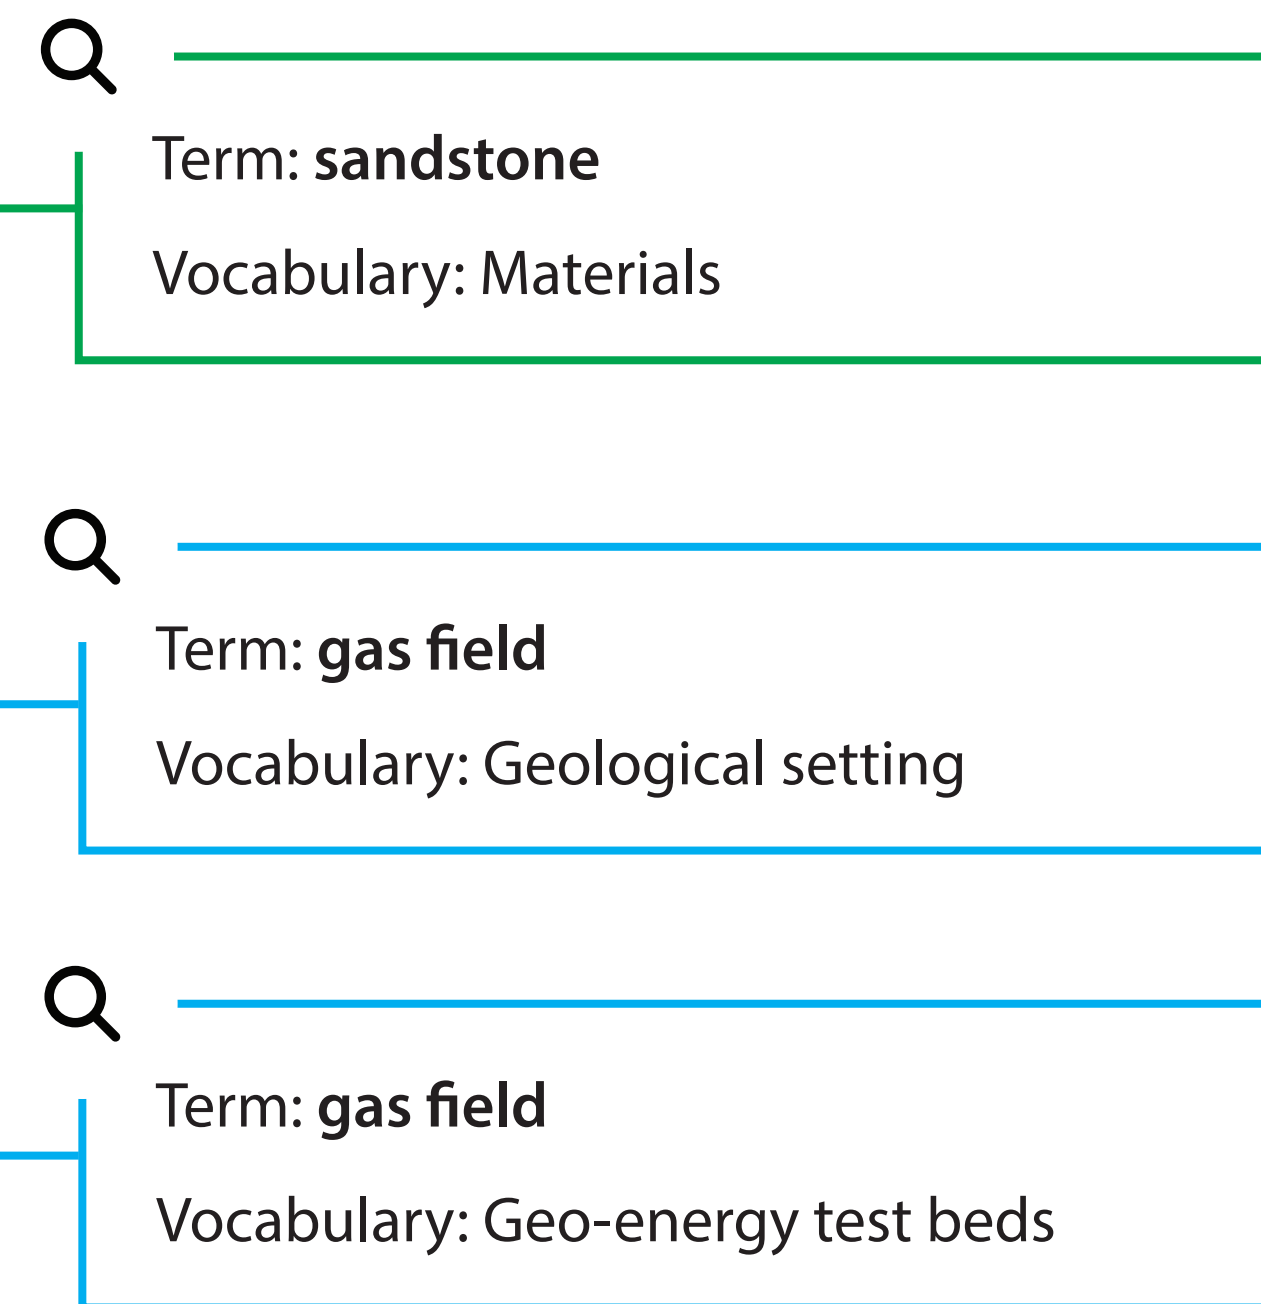 Term: sandstone
Vocabulary: Materials
Term: gas field
Vocabulary: Geological setting
Term: gas field
Vocabulary: Geo-energy test beds